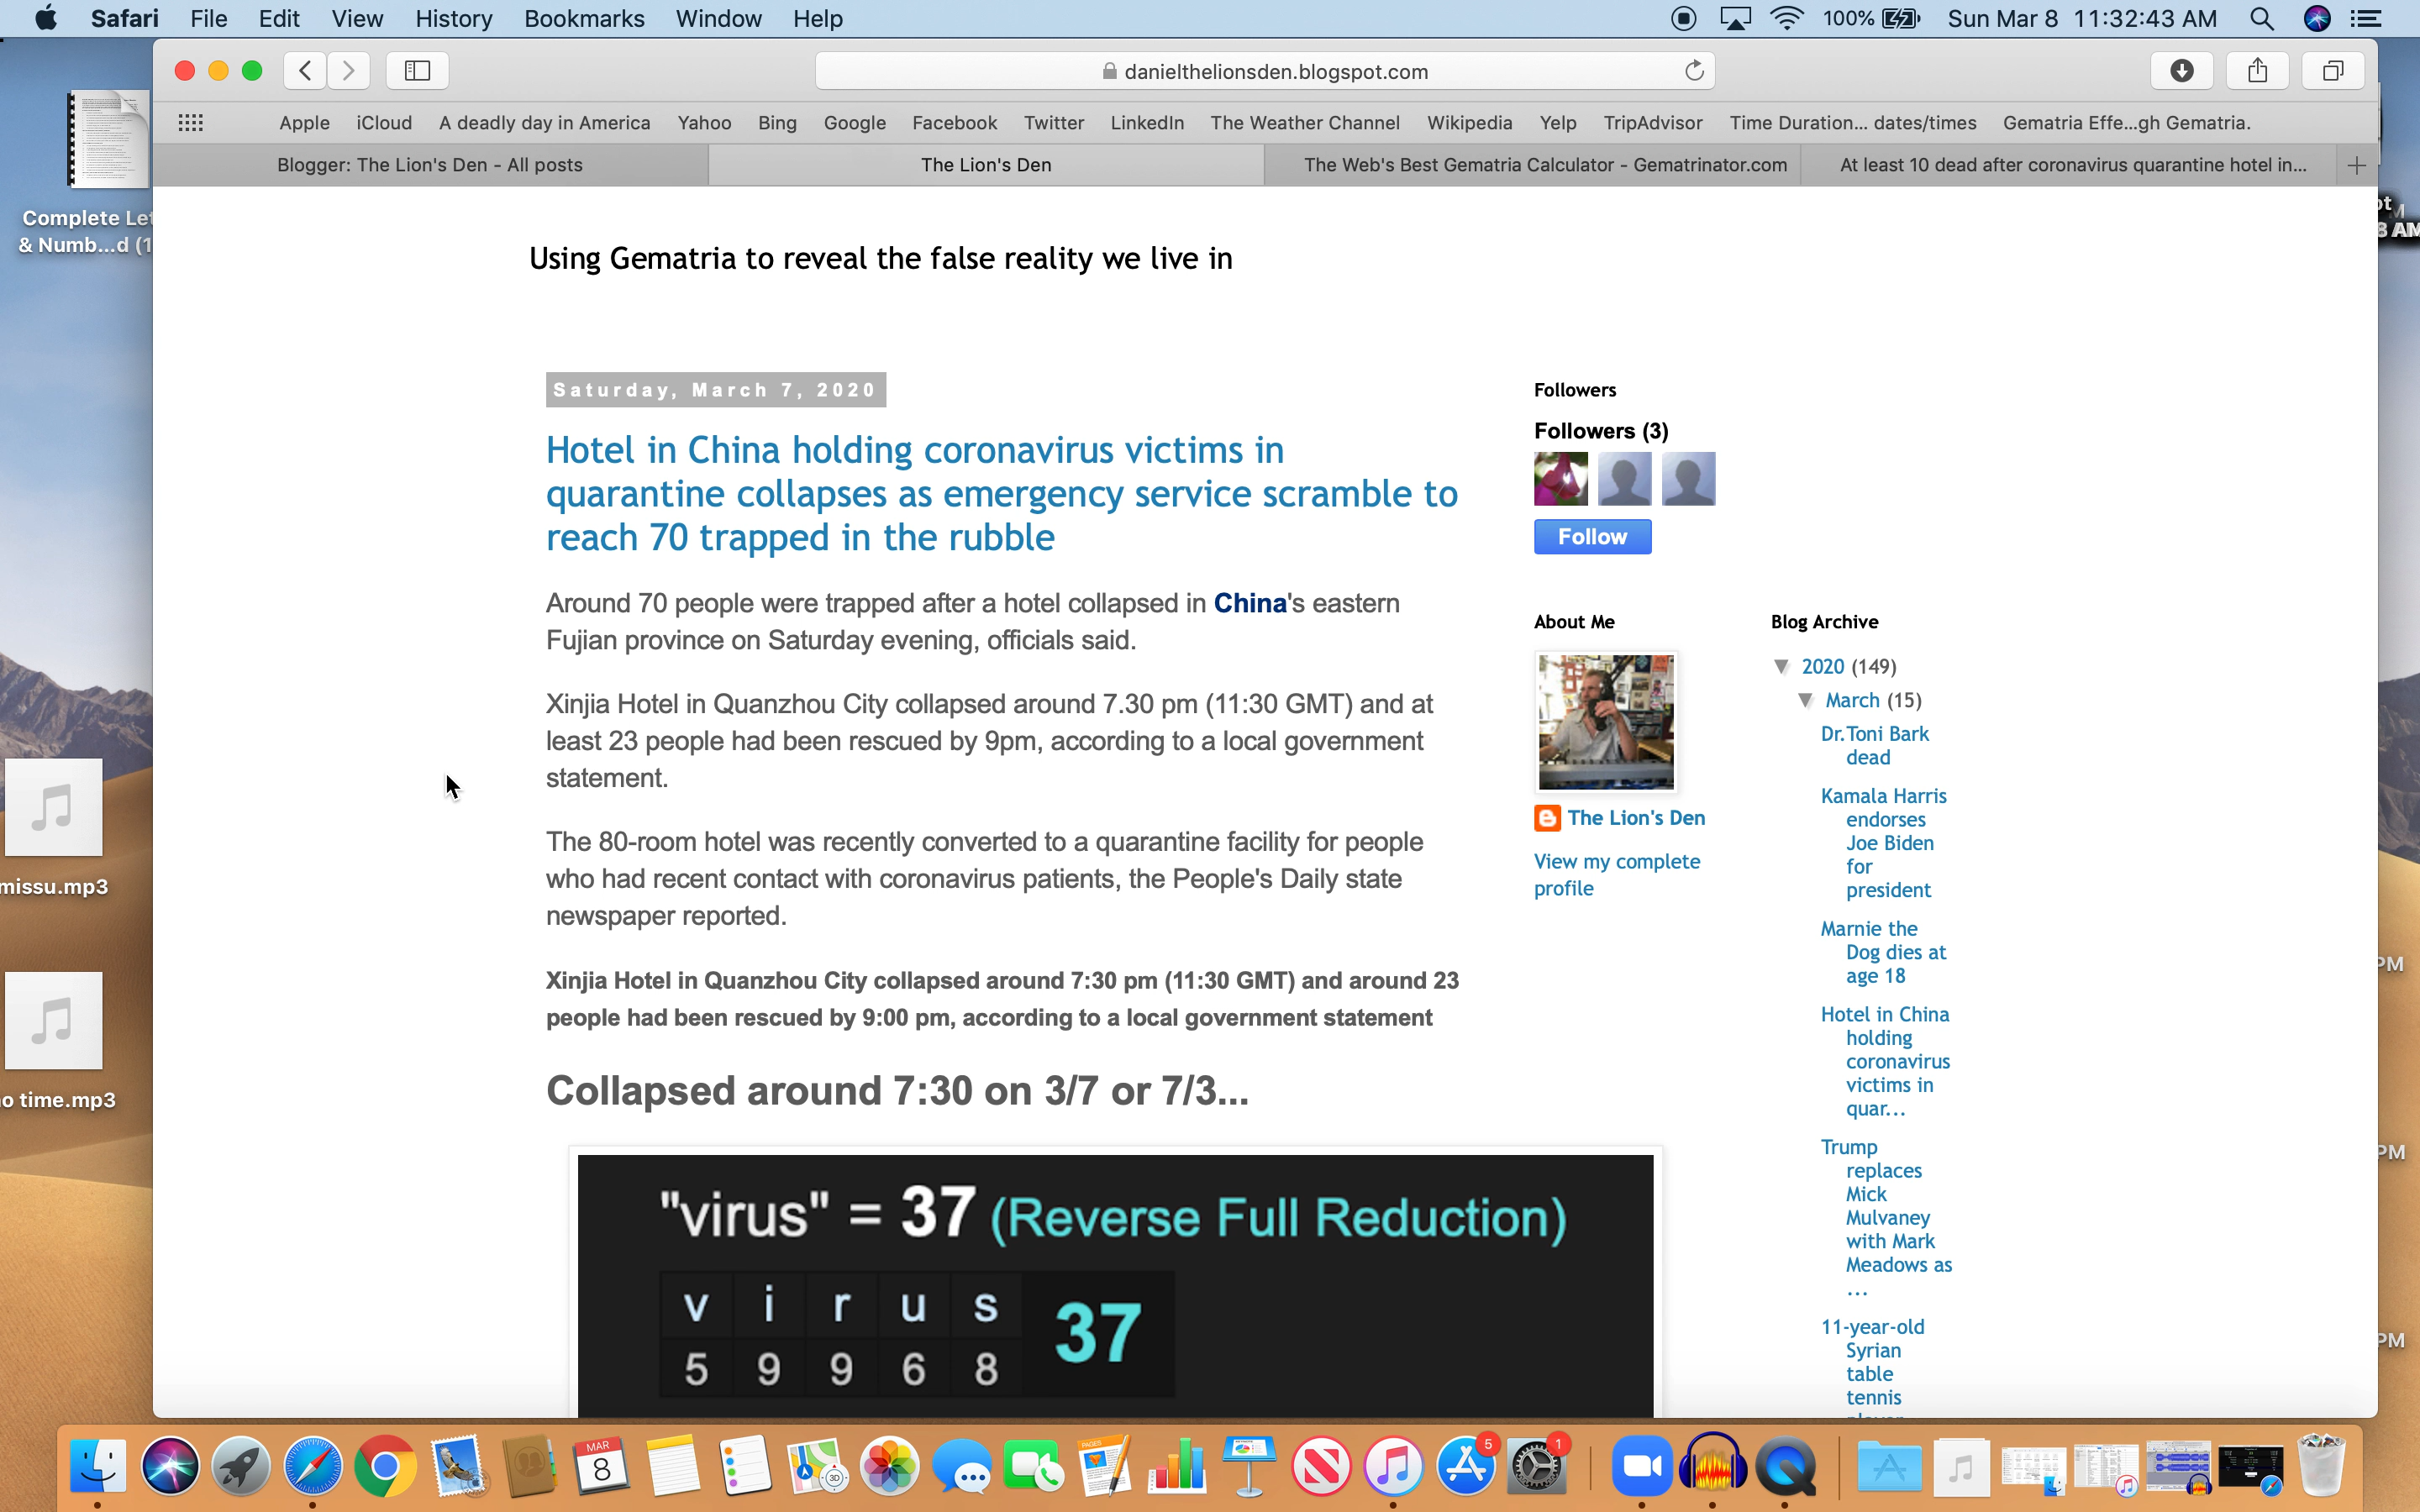 Safari File Edit View History Bookmarks Window Help
100% Sun Mar 8 11:32:43 AM
danielthelionsden.blogspot.com
Apple iCloud A deadly day in America Yahoo Bing Google Facebook Twitter LinkedIn The Weather Channel Wikipedia Yelp TripAdvisor Time Duration... dates/times Gematria Effe...gh Gematria.
Blogger: The Lion's Den - All posts
The Lion's Den
The Web's Best Gematria Calculator - Gematrinator.com
At least 10 dead after coronavirus quarantine hotel in...
Complete Let
& Numb...d (1
missu.mp3
o time.mp3
Using Gematria to reveal the false reality we live in
Saturday, March 7, 2020
Hotel in China holding coronavirus victims in
quarantine collapses as emergency service scramble to
reach 70 trapped in the rubble
Around 70 people were trapped after a hotel collapsed in China's eastern
Fujian province on Saturday evening, officials said.
Xinjia Hotel in Quanzhou City collapsed around 7.30 pm (11:30 GMT) and at
least 23 people had been rescued by 9pm, according to a local government
statement.
The 80-room hotel was recently converted to a quarantine facility for people
who had recent contact with coronavirus patients, the People's Daily state
newspaper reported.
Xinjia Hotel in Quanzhou City collapsed around 7:30 pm (11:30 GMT) and around 23
people had been rescued by 9:00 pm, according to a local government statement
Collapsed around 7:30 on 3/7 or 7/3...
"virus" = 37 (Reverse Full Reduction)
v i r u s 37
5 9 9 6 8
Followers
Followers (3)
Follow
About Me
The Lion's Den
View my complete
profile
Blog Archive
2020 (149)
March (15)
Dr.Toni Bark
dead
Kamala Harris
endorses
Joe Biden
for
president
Marnie the
Dog dies at
age 18
Hotel in China
holding
coronavirus
victims in
quar...
Trump
replaces
Mick
Mulvaney
with Mark
Meadows as
...
11-year-old
Syrian
table
tennis
PM
PM
PM
MAR
8
PAGES
3D
5
1